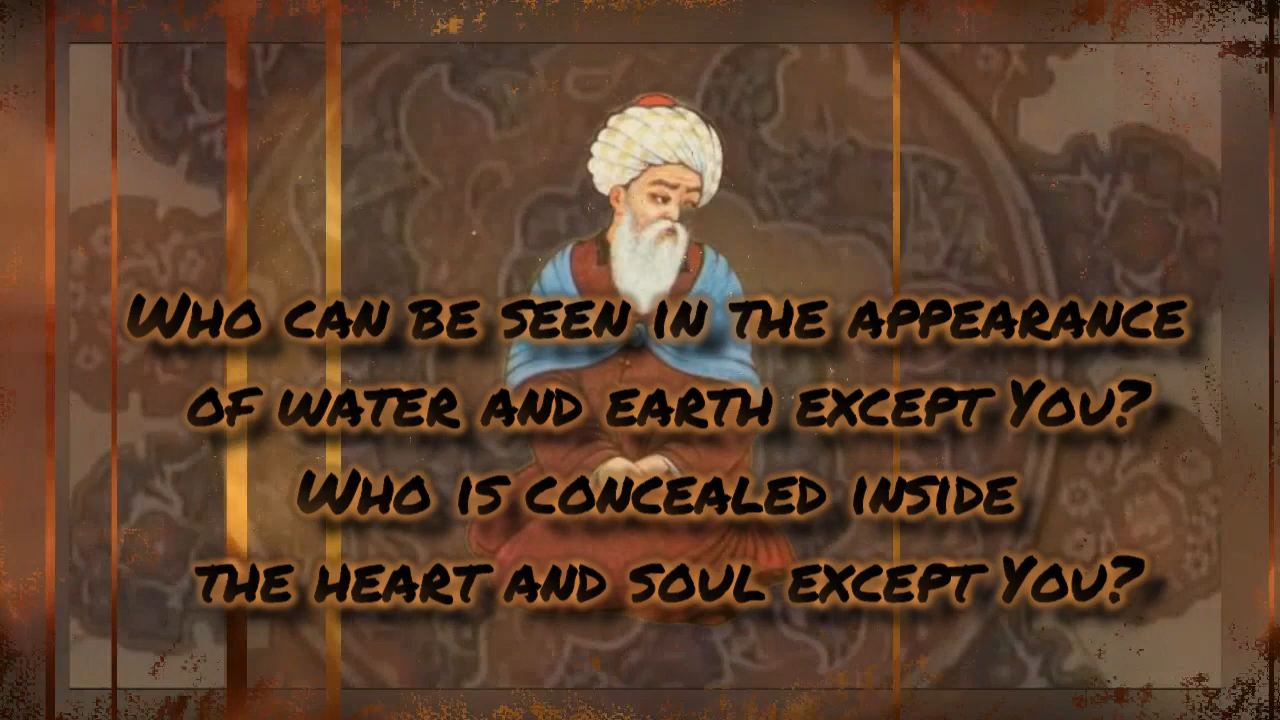 Who can be seen in the appearance
of water and earth except You?
Who is concealed inside
the heart and soul except You?